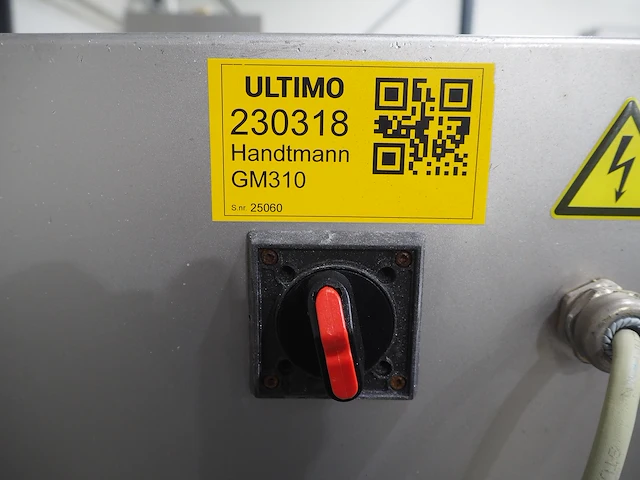 ULTIMO
230318
Handtmann
GM310
S.nr. 25060